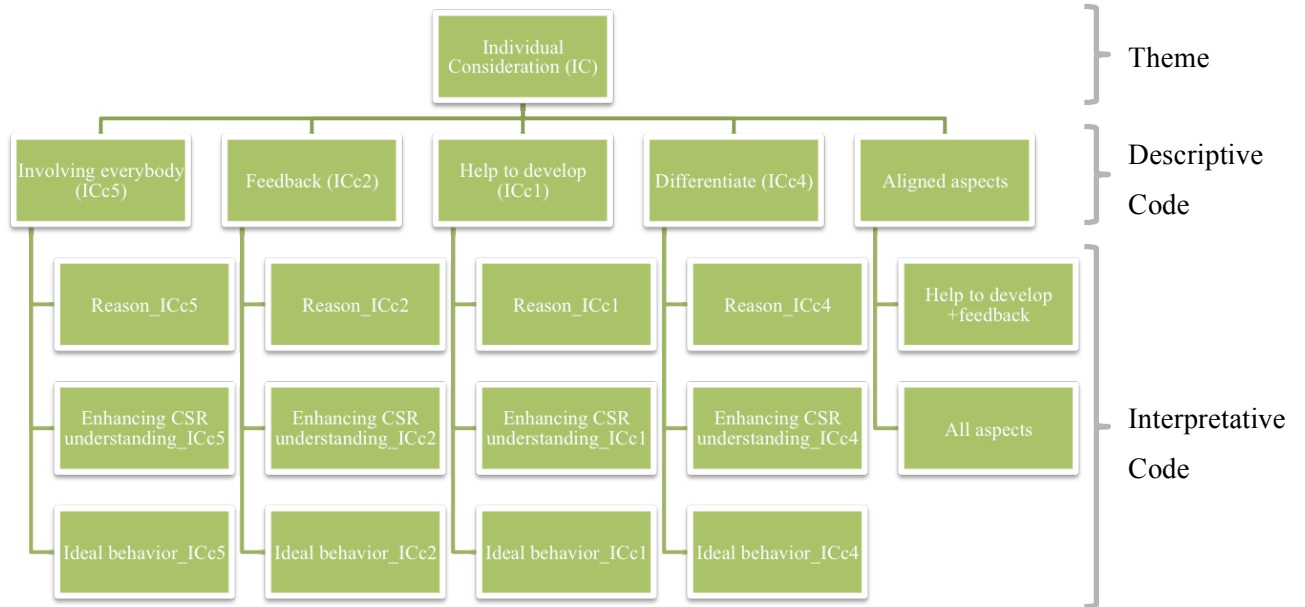 Individual
Consideration (IC)
Theme
Involving everybody
(ICc5)
Feedback (ICc2)
Help to develop
(ICc1)
Differentiate (ICc4)
Aligned aspects
Descriptive
Code
Reason_ICc5
Reason_ICc2
Reason_ICc1
Reason_ICc4
Help to develop
+feedback
Enhancing CSR
understanding_ICc5
Enhancing CSR
understanding_ICc2
Enhancing CSR
understanding_ICc1
Enhancing CSR
understanding_ICc4
All aspects
Interpretative
Code
Ideal behavior_ICc5
Ideal behavior_ICc2
Ideal behavior_ICc1
Ideal behavior_ICc4